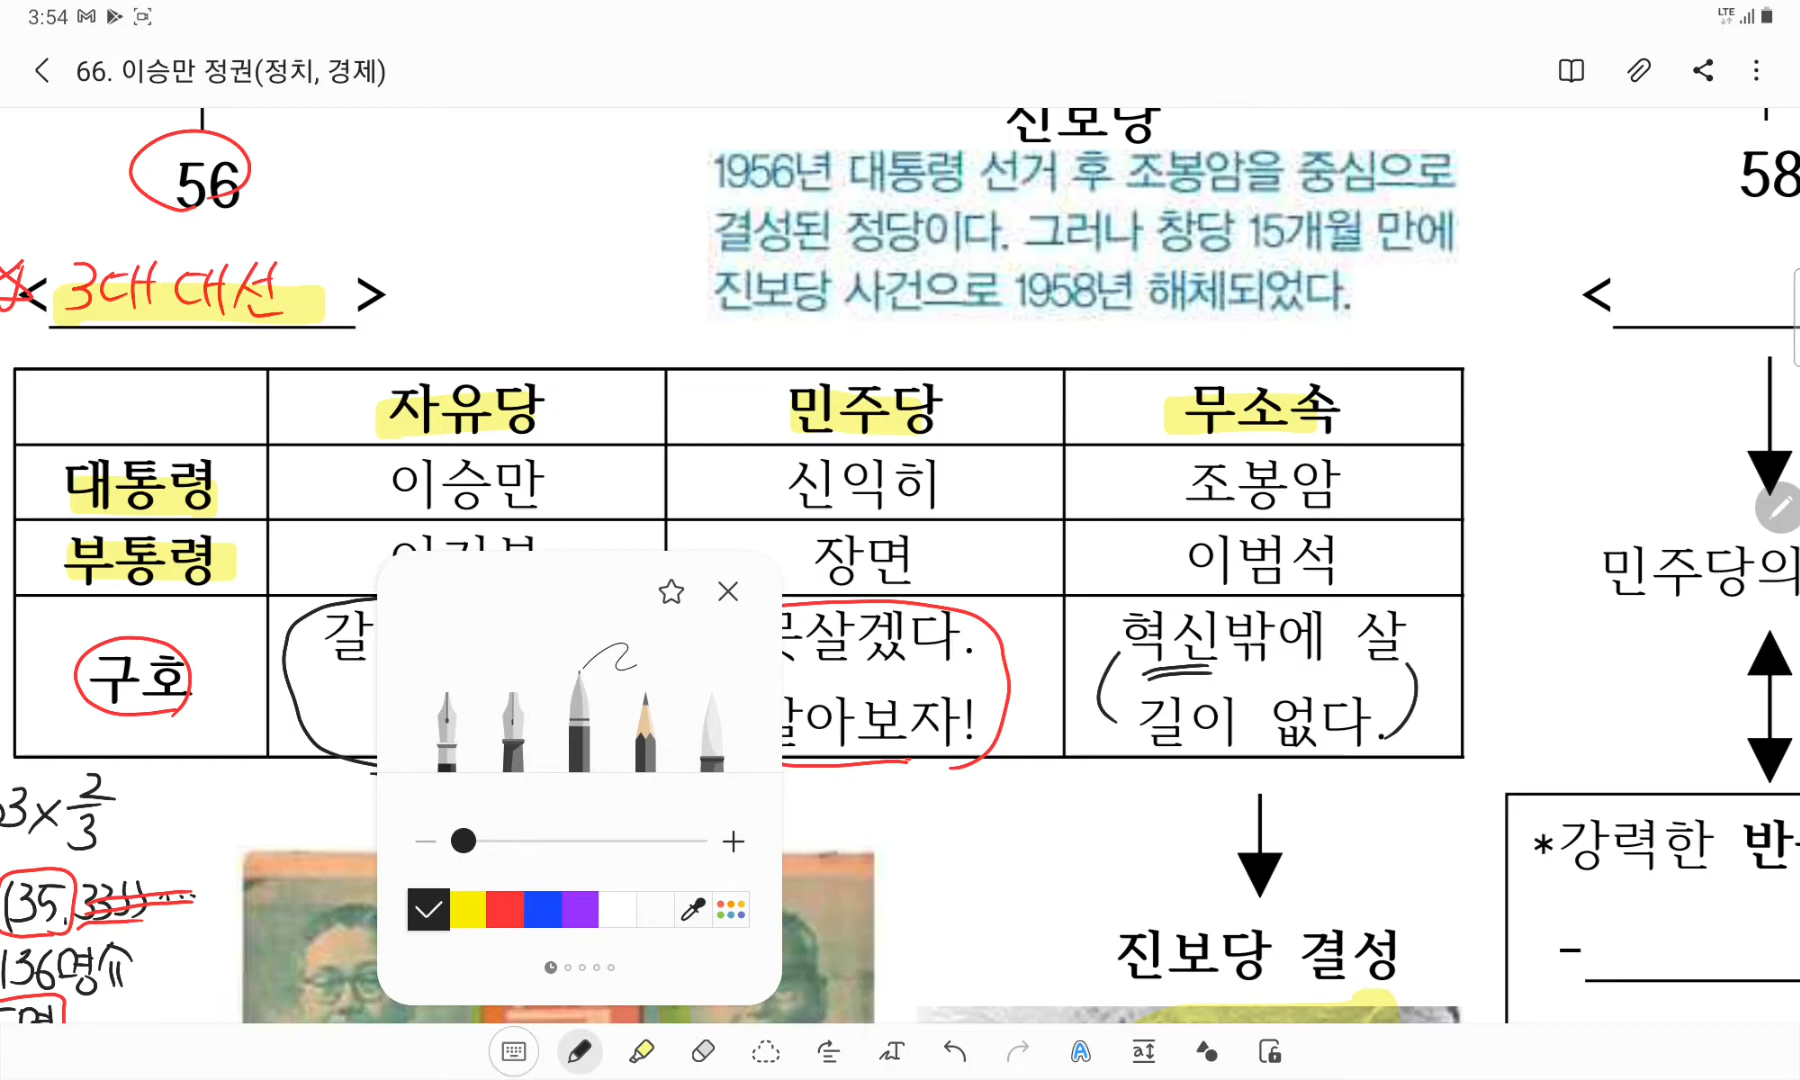 3:54
LTE
66. 이승만 정권(정치, 경제)
진보당
56
1956년 대통령 선거 후 조봉암을 중심으로
결성된 정당이다. 그러나 창당 15개월 만에
진보당 사건으로 1958년 해체되었다.
58
< 3대 대선 >
<
자유당 민주당 무소속
대통령 이승만 신익히 조봉암
부통령 장면 이범석
민주당의
구호 갈 살겠다. 혁신밖에 살
아보자! 길이 없다.
3 × 2/3
*강력한 반
(35.333)...
136명
진보당 결성
-